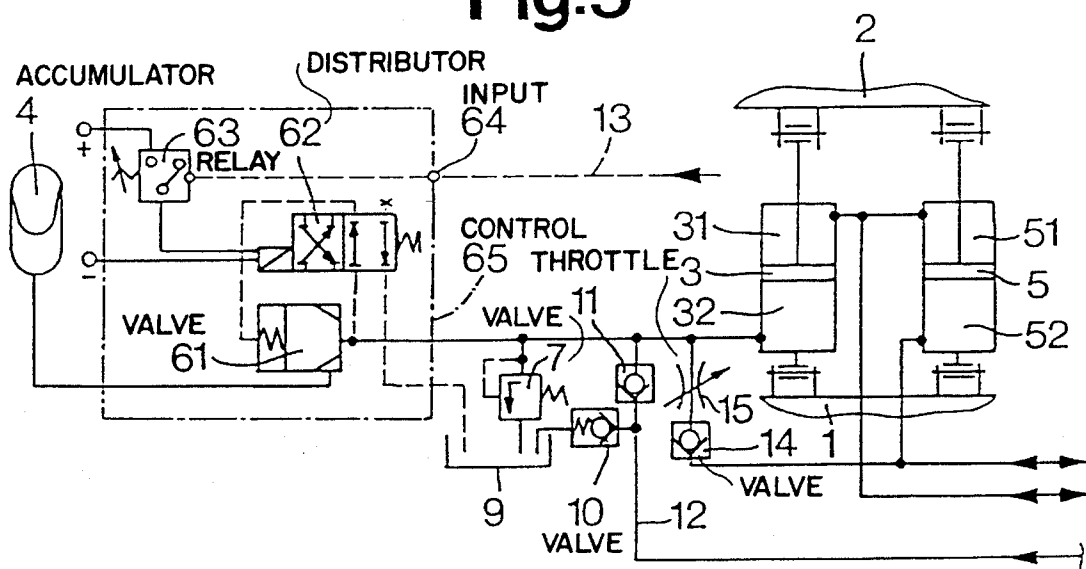 Fig.5
2
ACCUMULATOR
DISTRIBUTOR
4
INPUT
62
64
63
13
+
RELAY
x
31
51
CONTROL
65
THROTTLE
3
5
-
VALVE
11
32
52
VALVE
61
7
15
14
1
VALVE
9
10
12
VALVE